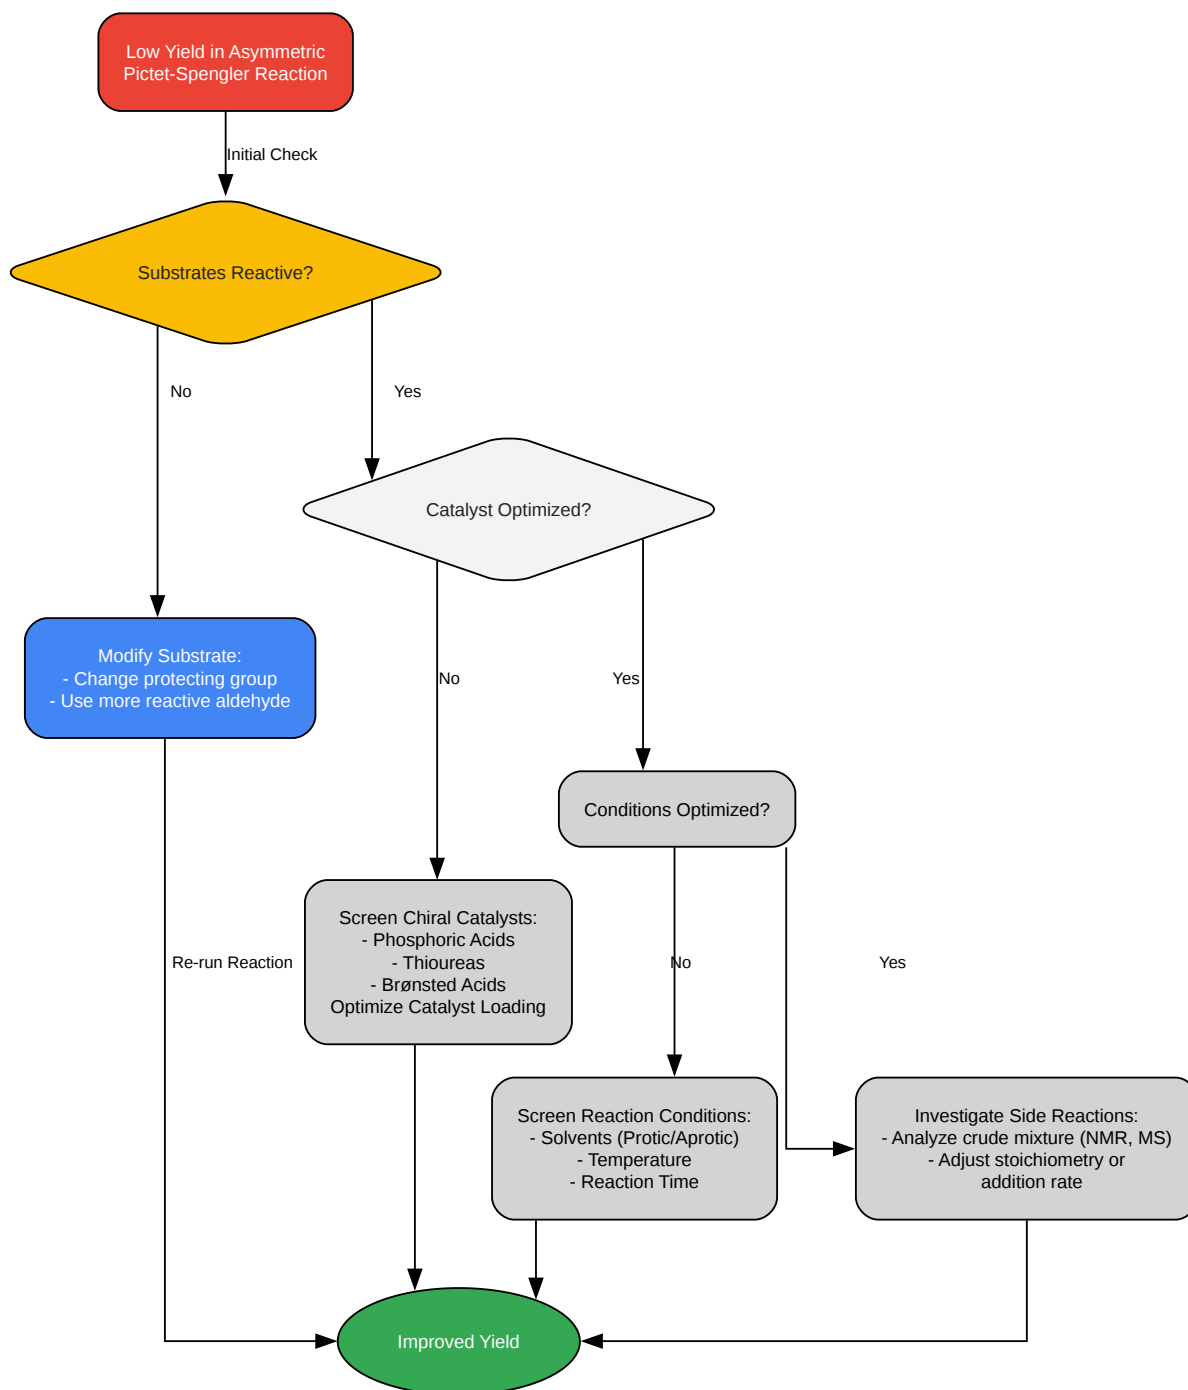 Low Yield in Asymmetric
Pictet-Spengler Reaction
Initial Check
Substrates Reactive?
No
Yes
Catalyst Optimized?
Modify Substrate:
- Change protecting group
- Use more reactive aldehyde
No
Yes
Conditions Optimized?
Screen Chiral Catalysts:
- Phosphoric Acids
- Thioureas
- Brønsted Acids
Optimize Catalyst Loading
Re-run Reaction
No
Yes
Screen Reaction Conditions:
- Solvents (Protic/Aprotic)
- Temperature
- Reaction Time
Investigate Side Reactions:
- Analyze crude mixture (NMR, MS)
- Adjust stoichiometry or
addition rate
Improved Yield